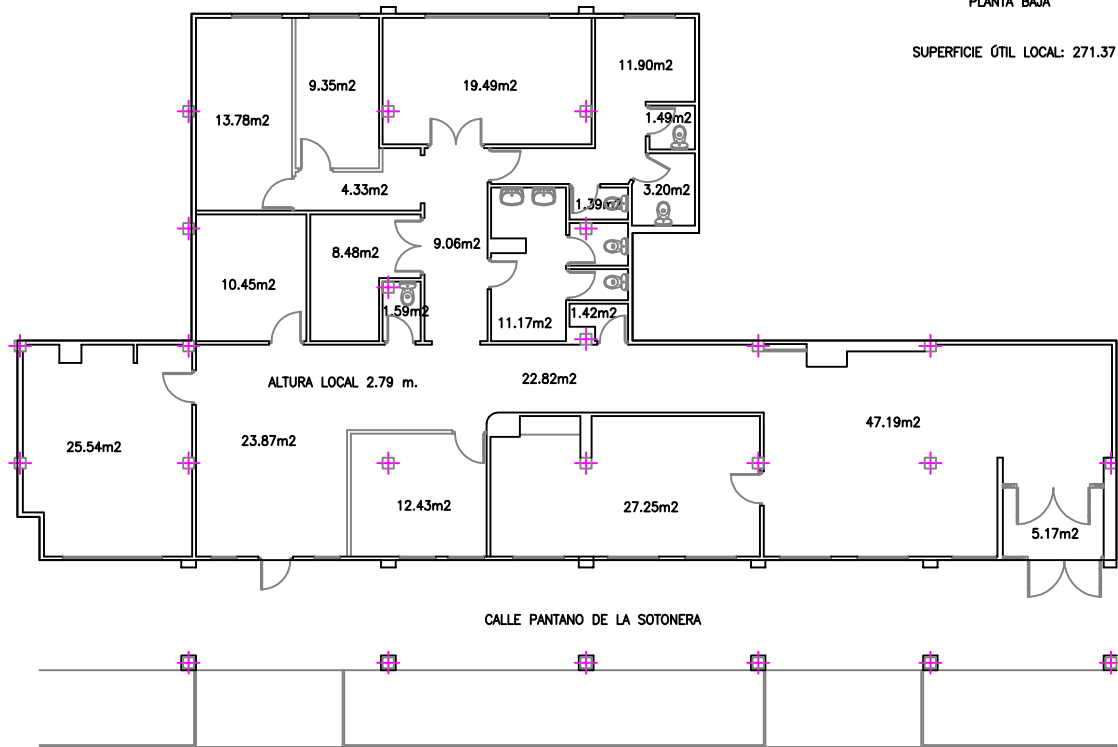 PLANTA BAJA
SUPERFICIE ÚTIL LOCAL: 271.37
11.90m2
9.35m2
19.49m2
13.78m2
1.49m2
4.33m2
3.20m2
1.39m2
9.06m2
8.48m2
10.45m2
1.59m2
11.17m2
1.42m2
ALTURA LOCAL 2.79 m.
22.82m2
47.19m2
25.54m2
23.87m2
12.43m2
27.25m2
5.17m2
CALLE PANTANO DE LA SOTONERA